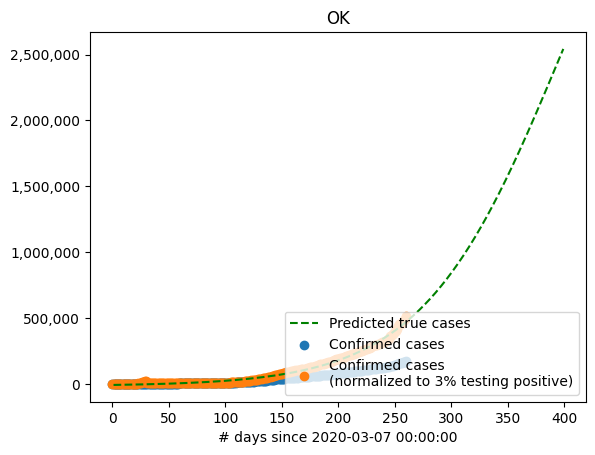 OK
2,500,000
2,000,000
1,500,000
1,000,000
500,000
0
Predicted true cases
Confirmed cases
Confirmed cases
(normalized to 3% testing positive)
0 50 100 150 200 250 300 350 400
# days since 2020-03-07 00:00:00